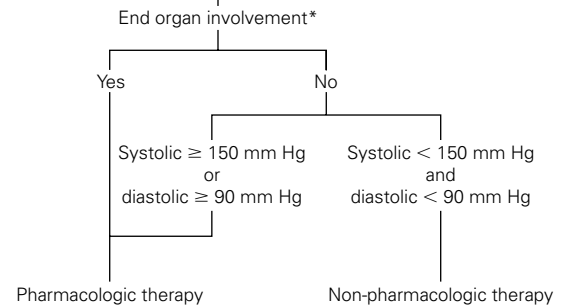 End organ involvement*
Yes
No
Systolic ≥ 150 mm Hg
or
diastolic ≥ 90 mm Hg
Systolic < 150 mm Hg
and
diastolic < 90 mm Hg
Pharmacologic therapy
Non-pharmacologic therapy